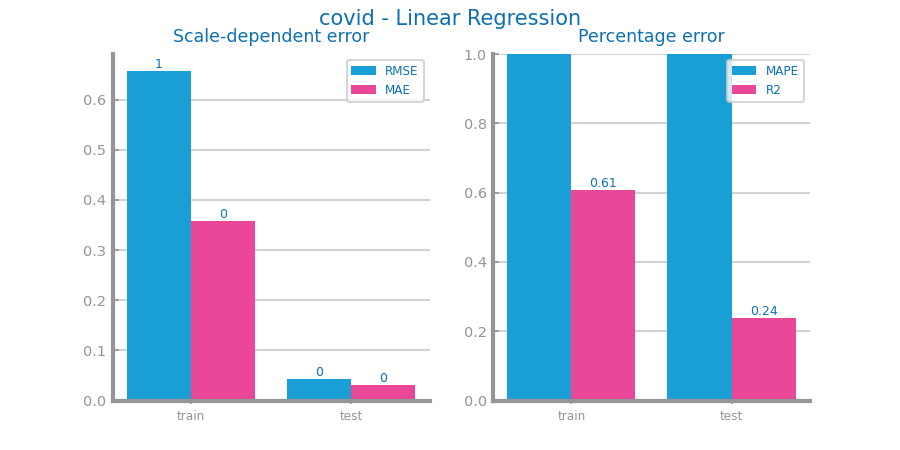 covid - Linear Regression
Scale-dependent error
1
0
0
0
RMSE
MAE
0.6
0.5
0.4
0.3
0.2
0.1
0.0
train
test
Percentage error
0.61
0.24
MAPE
R2
1.0
0.8
0.6
0.4
0.2
0.0
train
test